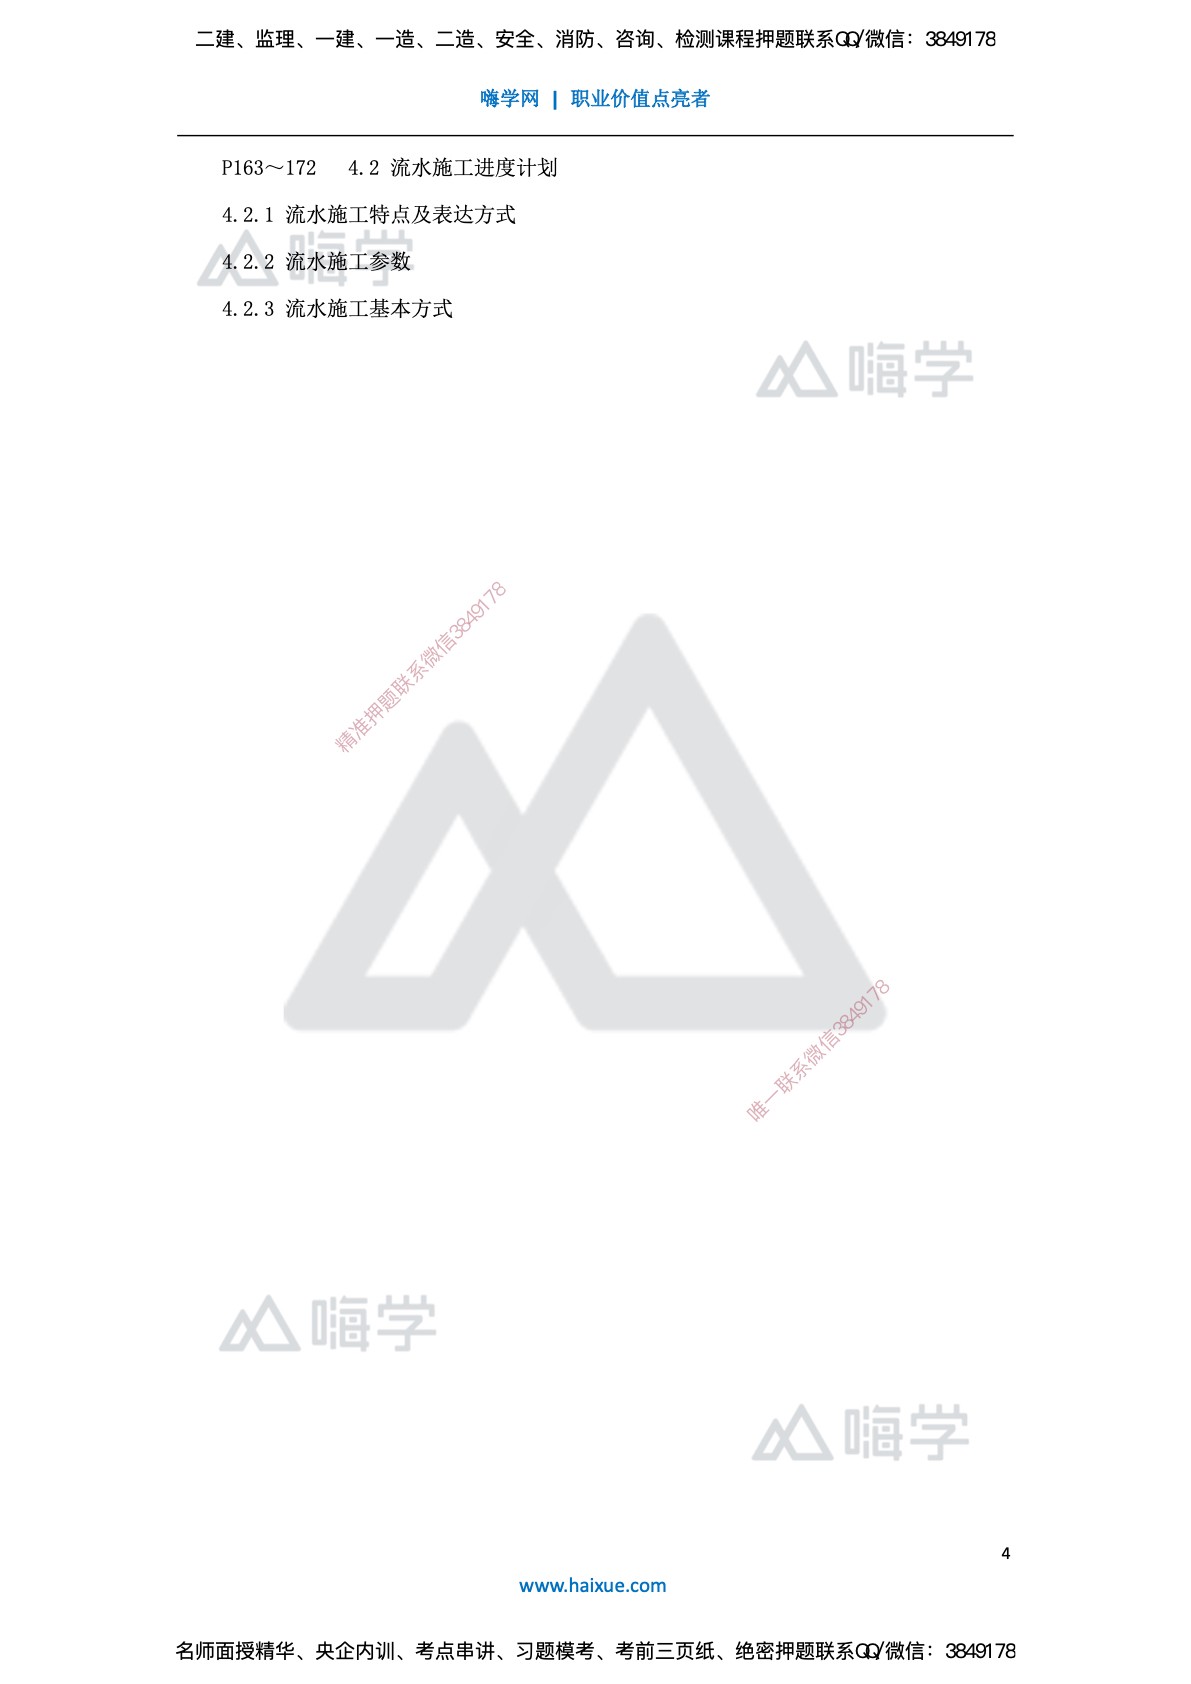 二建、监理、一建、一造、二造、安全、消防、咨询、检测课程押题联系QQ/微信：3849178
嗨学网 | 职业价值点亮者
P163～172 4.2 流水施工进度计划
4.2.1 流水施工特点及表达方式
嗨学
4.2.2 流水施工参数
4.2.3 流水施工基本方式
嗨学
精准押题联系微信3849178
唯一联系微信3849178
嗨学
嗨学
4
www.haixue.com
名师面授精华、央企内训、考点串讲、习题模考、考前三页纸、绝密押题联系QQ/微信：3849178